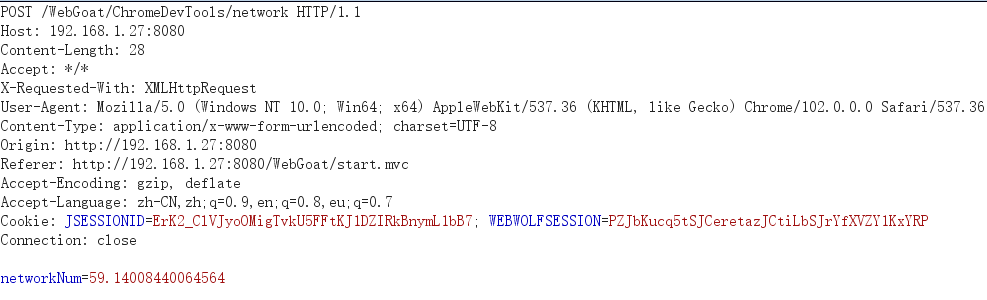 POST /WebGoat/ChromeDevTools/network HTTP/1.1
Host: 192.168.1.27:8080
Content-Length: 28
Accept: */*
X-Requested-With: XMLHttpRequest
User-Agent: Mozilla/5.0 (Windows NT 10.0; Win64; x64) AppleWebKit/537.36 (KHTML, like Gecko) Chrome/102.0.0.0 Safari/537.36
Content-Type: application/x-www-form-urlencoded; charset=UTF-8
Origin: http://192.168.1.27:8080
Referer: http://192.168.1.27:8080/WebGoat/start.mvc
Accept-Encoding: gzip, deflate
Accept-Language: zh-CN,zh;q=0.9,en;q=0.8,eu;q=0.7
Cookie: JSESSIONID=ErK2_C1VJyoOMigTvkU5FFtKJ1DZIRkBnymL1bB7; WEBWOLFSESSION=PZJbKucq5tSJCeretazJCtiLbSJrYfXVZY1KxYRP
Connection: close
networkNum=59.14008440064564